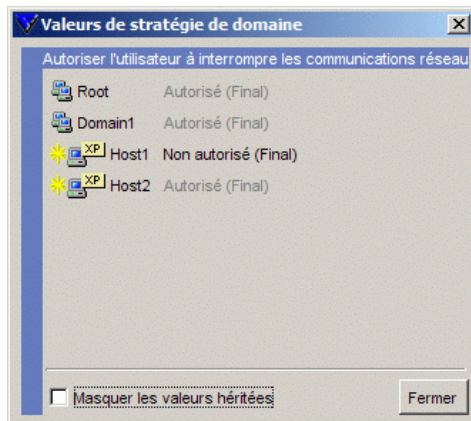 Valeurs de stratégie de domaine
Autoriser l'utilisateur à interrompre les communications réseau
Root Autorisé (Final)
Domain1 Autorisé (Final)
XP Host1 Non autorisé (Final)
XP Host2 Autorisé (Final)
Masquer les valeurs héritées
Fermer